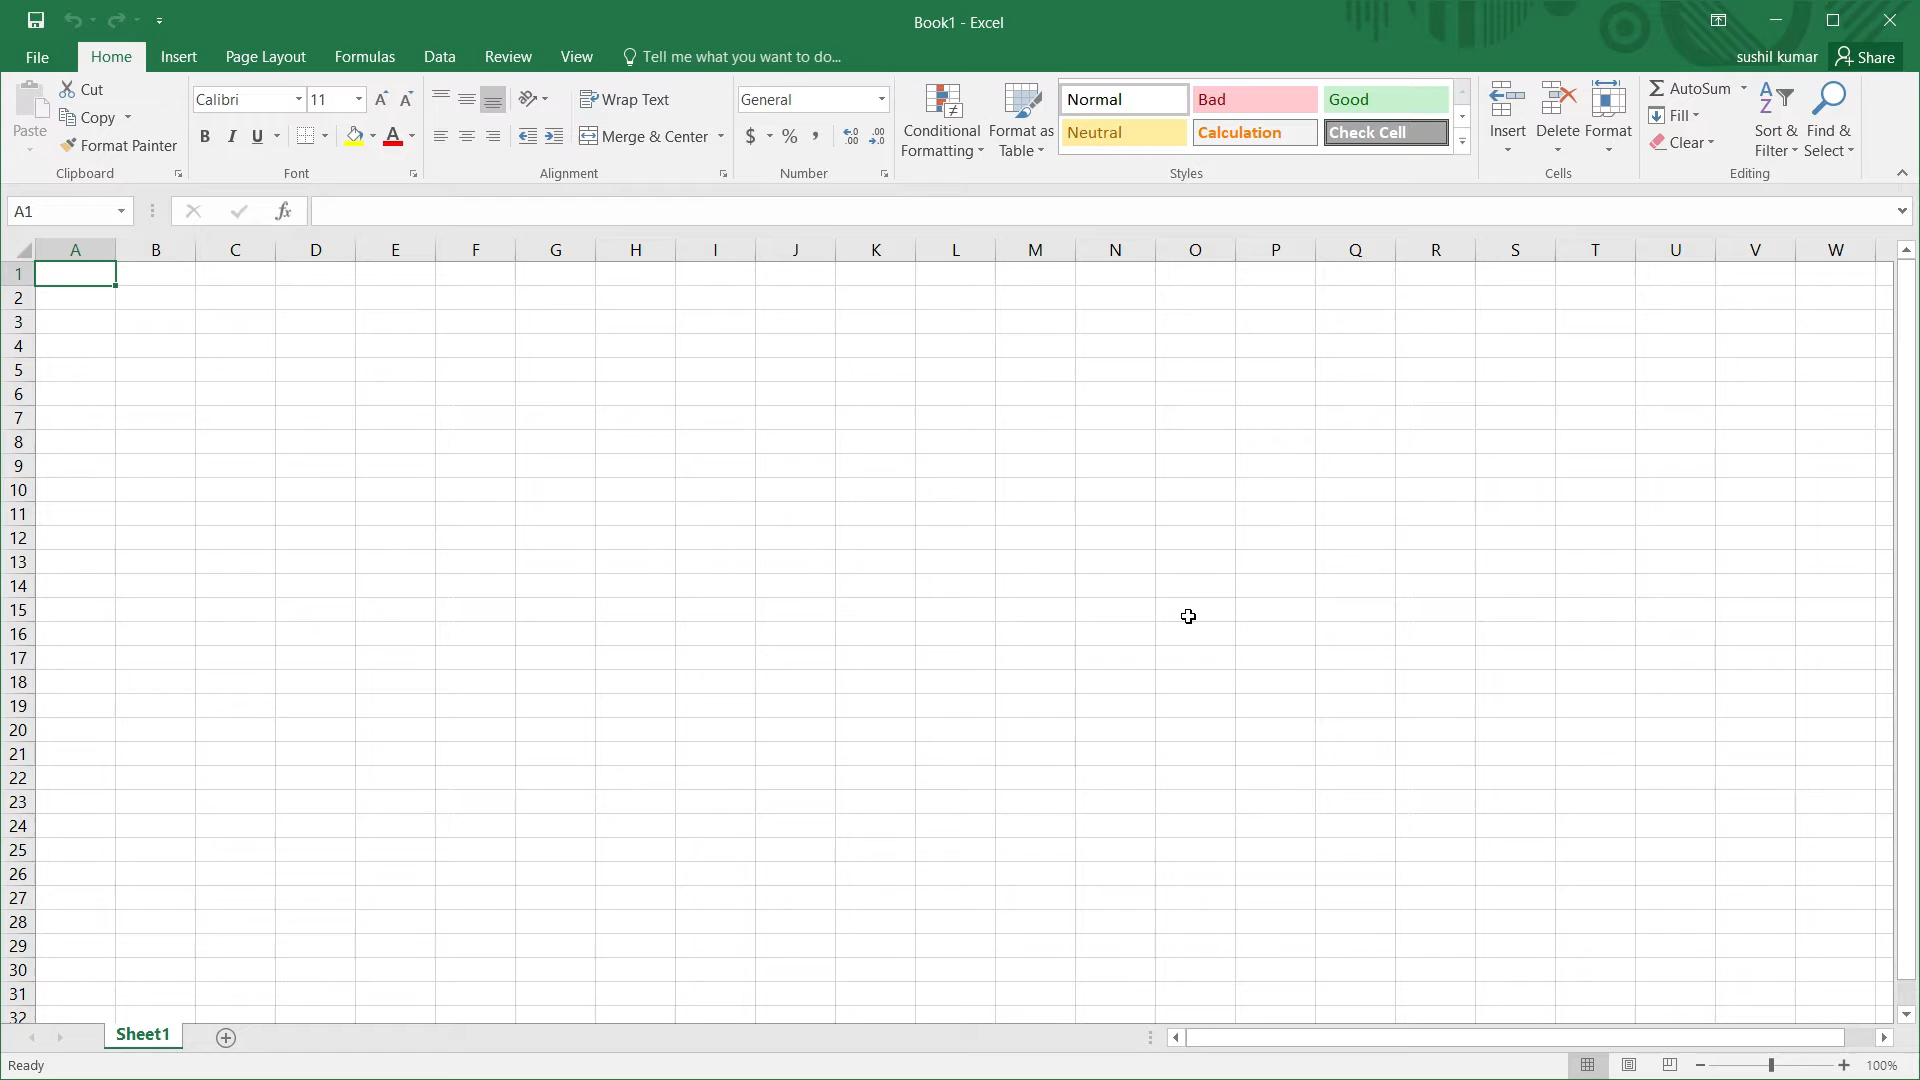 Book1 - Excel
File Home Insert Page Layout Formulas Data Review View Tell me what you want to do... sushil kumar Share
Paste
Cut
Copy
Format Painter
Clipboard
Calibri 11
B I U
Font
Wrap Text
Merge & Center
Alignment
General
$ % ,
Number
Conditional Formatting
Format as Table
Normal Bad Good
Neutral Calculation Check Cell
Styles
Insert Delete Format
Cells
AutoSum
Fill
Clear
Sort & Filter
Find & Select
Editing
A1 fx
A B C D E F G H I J K L M N O P Q R S T U V W
1
2
3
4
5
6
7
8
9
10
11
12
13
14
15
16
17
18
19
20
21
22
23
24
25
26
27
28
29
30
31
32
Sheet1
Ready 100%